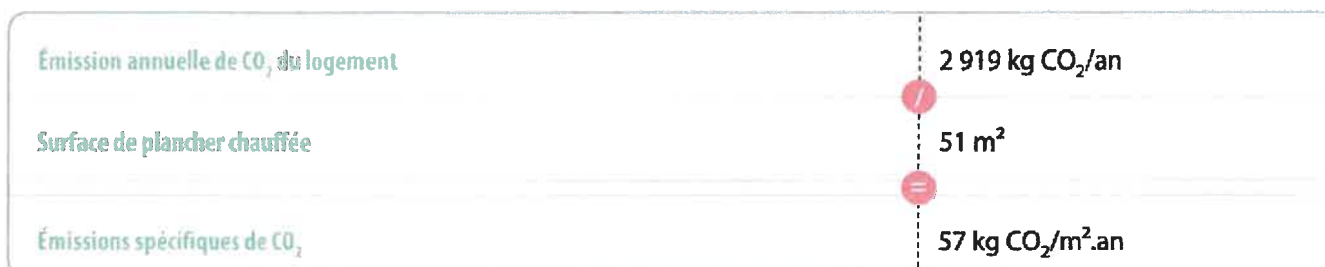 Émission annuelle de CO₂ du logement 2 919 kg CO₂/an
/
Surface de plancher chauffée 51 m²
=
Émissions spécifiques de CO₂ 57 kg CO₂/m².an